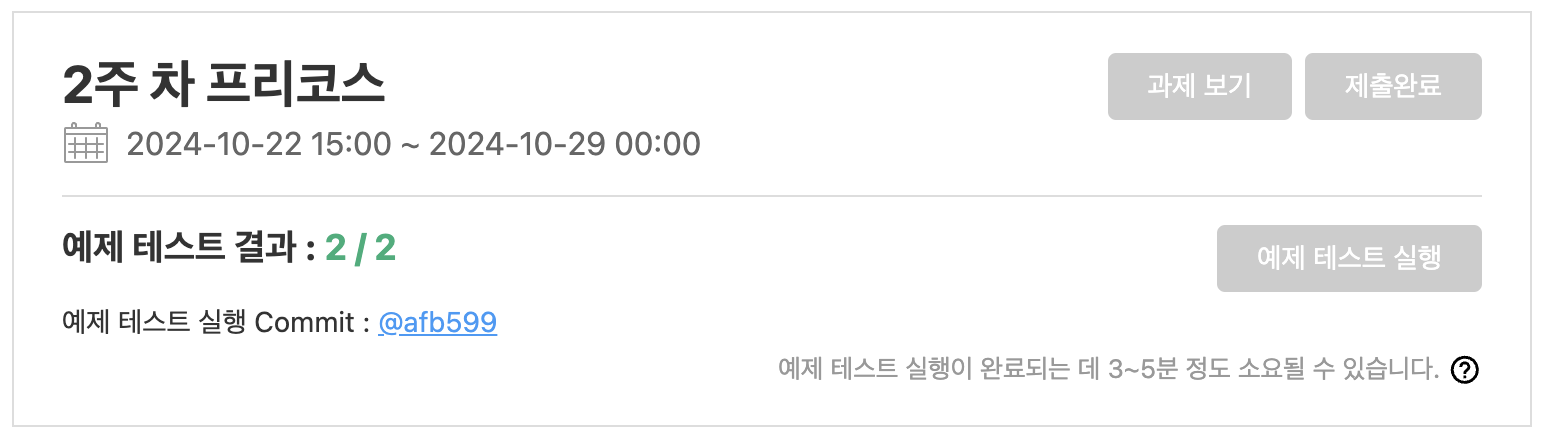 2주 차 프리코스
과제 보기
제출완료
2024-10-22 15:00 ~ 2024-10-29 00:00
예제 테스트 결과 : 2 / 2
예제 테스트 실행
예제 테스트 실행 Commit : @afb599
예제 테스트 실행이 완료되는 데 3~5분 정도 소요될 수 있습니다. ?